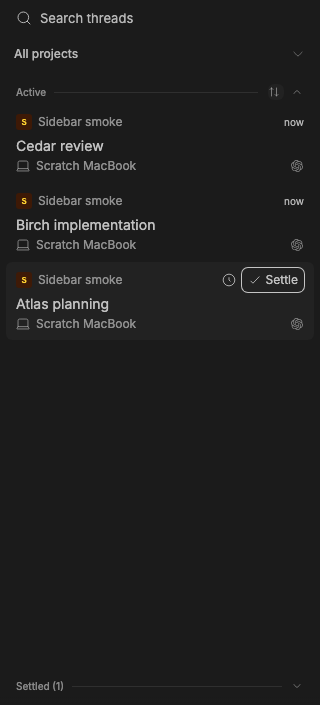 Search threads
All projects
Active
S Sidebar smoke now
Cedar review
Scratch MacBook
S Sidebar smoke now
Birch implementation
Scratch MacBook
S Sidebar smoke Settle
Atlas planning
Scratch MacBook
Settled (1)